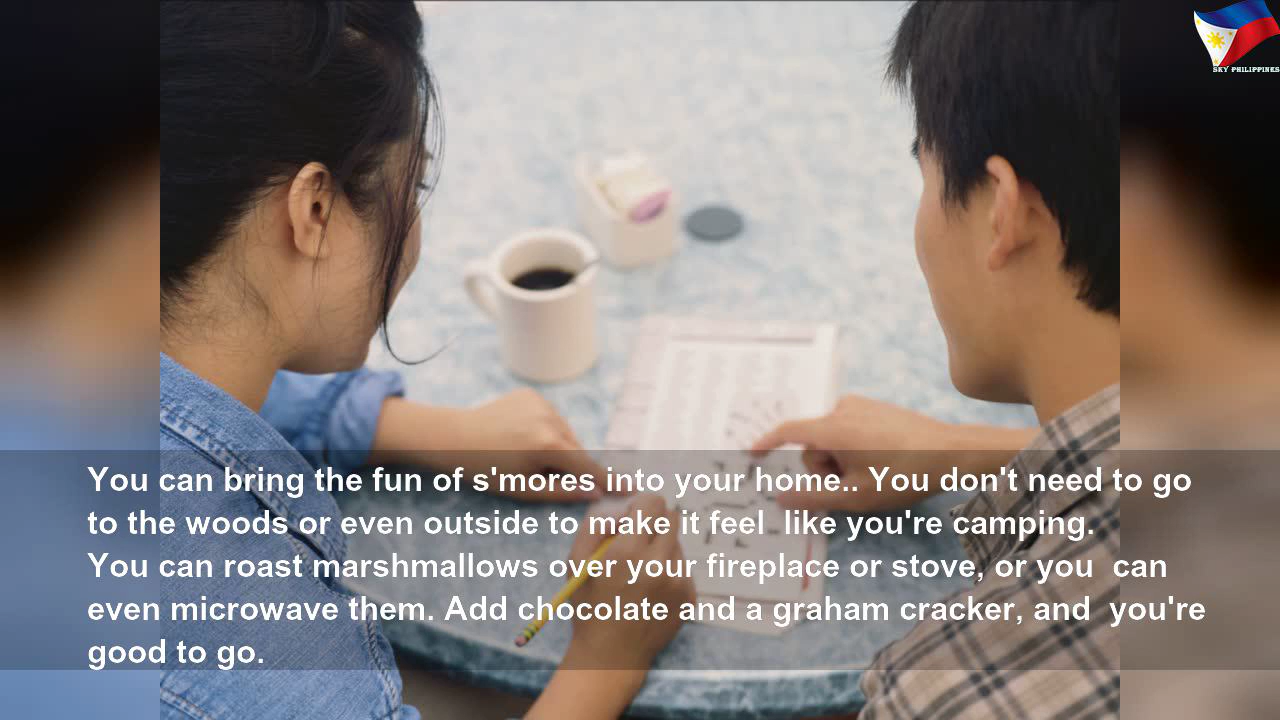 SKY PHILIPPINES
You can bring the fun of s'mores into your home.. You don't need to go
to the woods or even outside to make it feel  like you're camping.
You can roast marshmallows over your fireplace or stove, or you  can
even microwave them. Add chocolate and a graham cracker, and  you're
good to go.